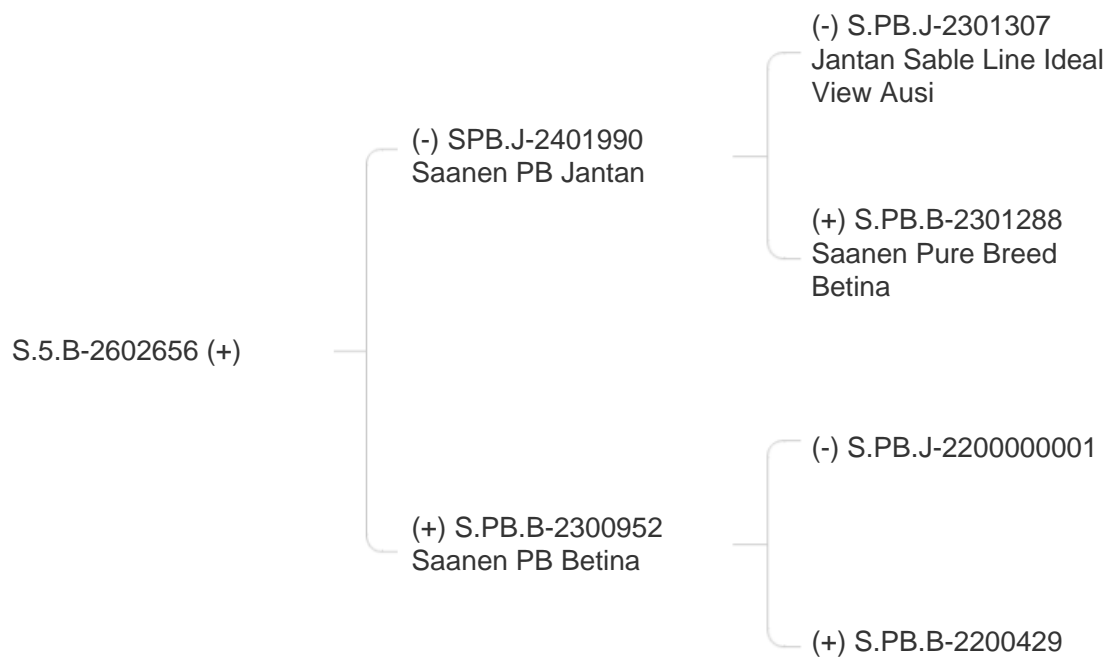 (-) S.PB.J-2301307
Jantan Sable Line Ideal
View Ausi
(-) SPB.J-2401990
Saanen PB Jantan
(+) S.PB.B-2301288
Saanen Pure Breed
Betina
S.5.B-2602656 (+)
(-) S.PB.J-2200000001
(+) S.PB.B-2300952
Saanen PB Betina
(+) S.PB.B-2200429